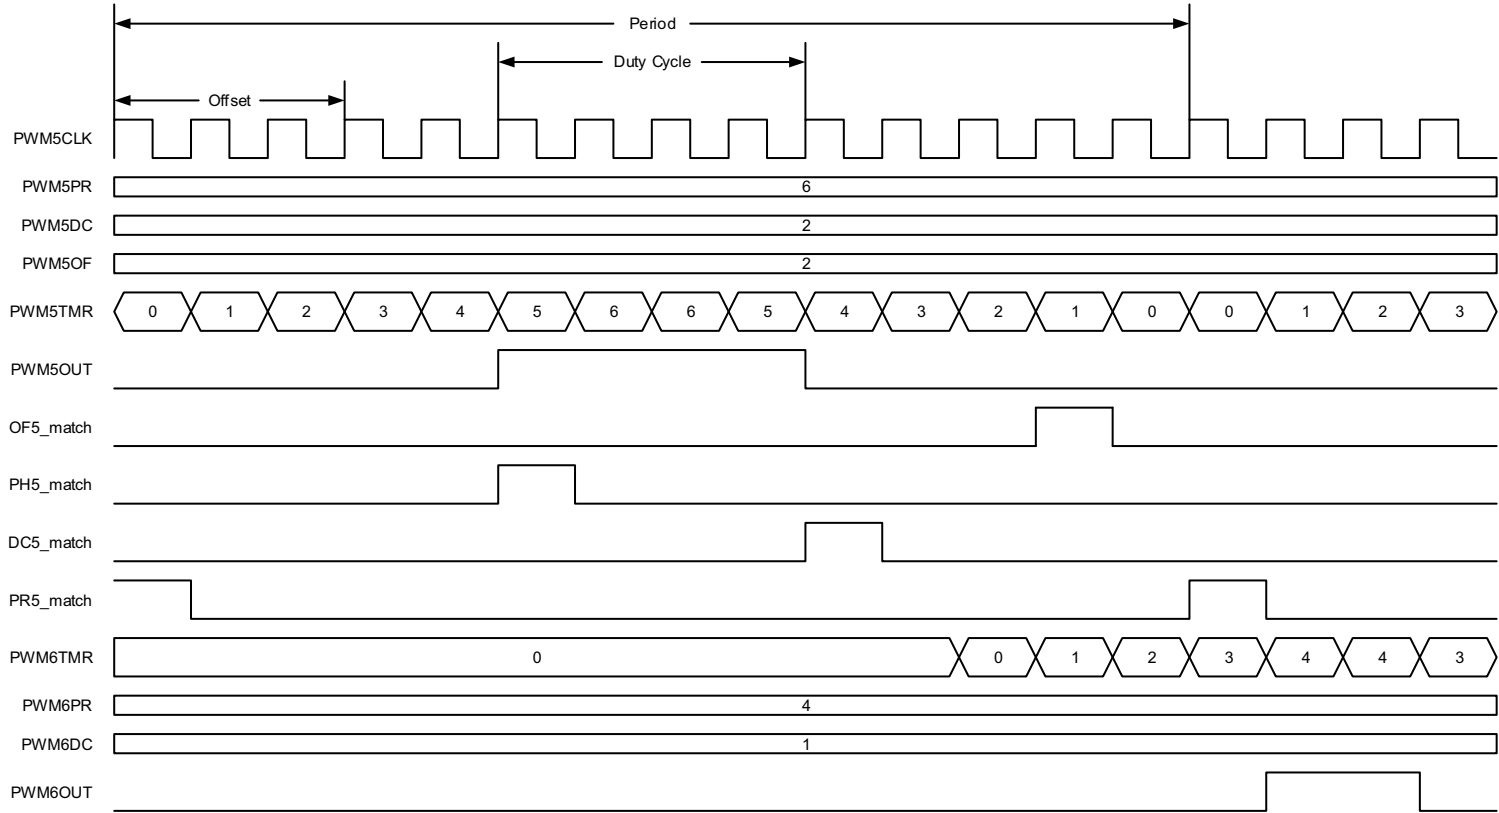 Period
Duty Cycle
Offset
PWM5CLK
PWM5PR 6
PWM5DC 2
PWM5OF 2
PWM5TMR 0 1 2 3 4 5 6 6 5 4 3 2 1 0 0 1 2 3
PWM5OUT
OF5_match
PH5_match
DC5_match
PR5_match
PWM6TMR 0 0 1 2 3 4 4 3
PWM6PR 4
PWM6DC 1
PWM6OUT